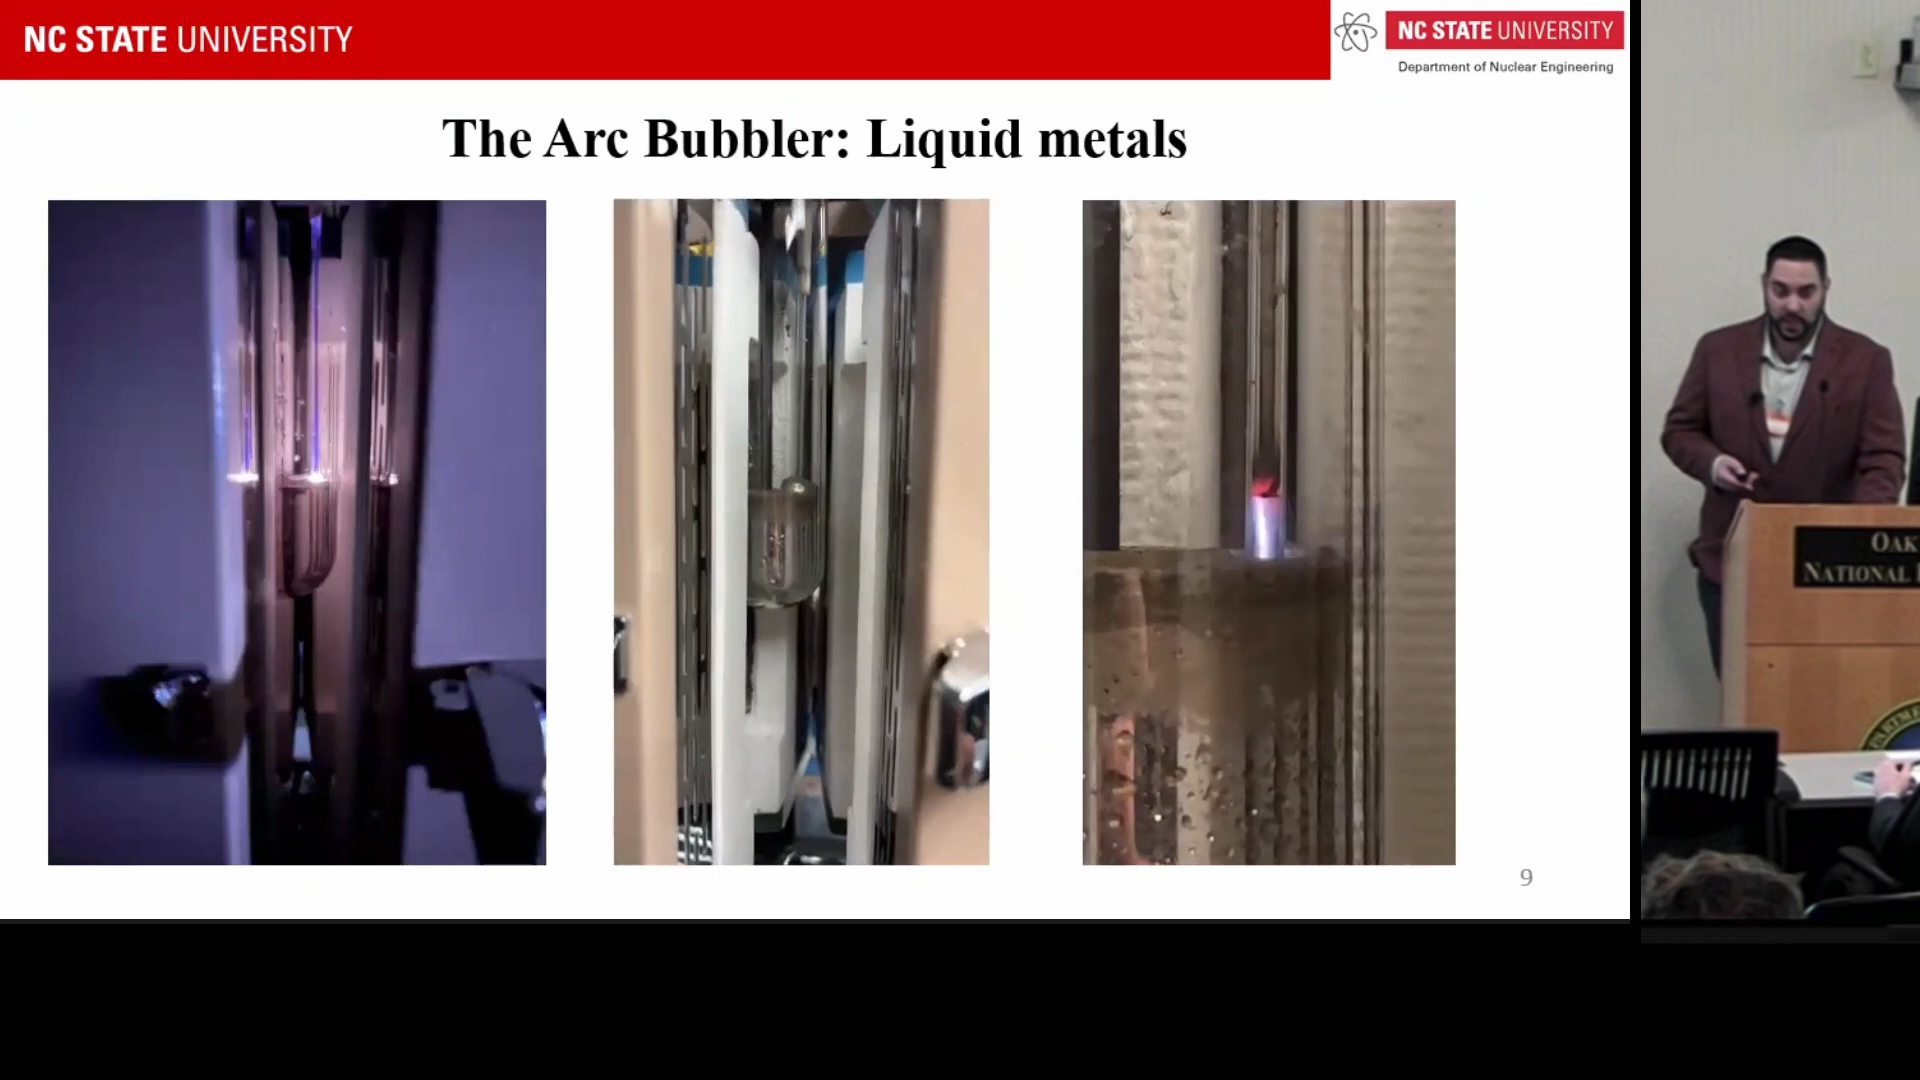 NC STATE UNIVERSITY
NC STATE UNIVERSITY
Department of Nuclear Engineering
The Arc Bubbler: Liquid metals
9
OAK
NATIONAL